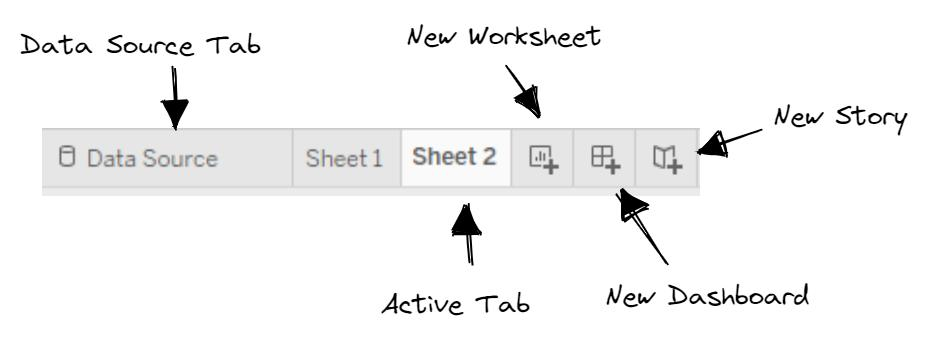 Data Source Tab
New Worksheet
New Story
Data Source
Sheet 1
Sheet 2
Active Tab
New Dashboard